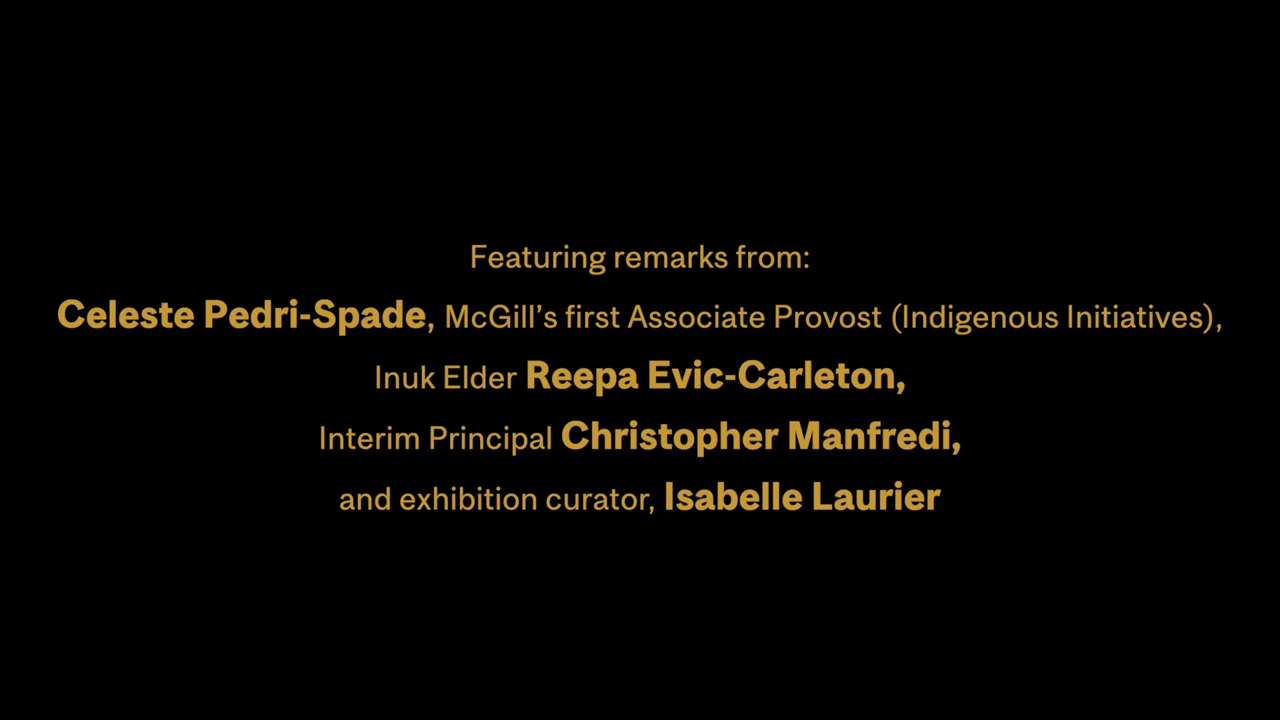 Featuring remarks from:
Celeste Pedri-Spade, McGill’s first Associate Provost (Indigenous Initiatives),
Inuk Elder Reepa Evic-Carleton,
Interim Principal Christopher Manfredi,
and exhibition curator, Isabelle Laurier